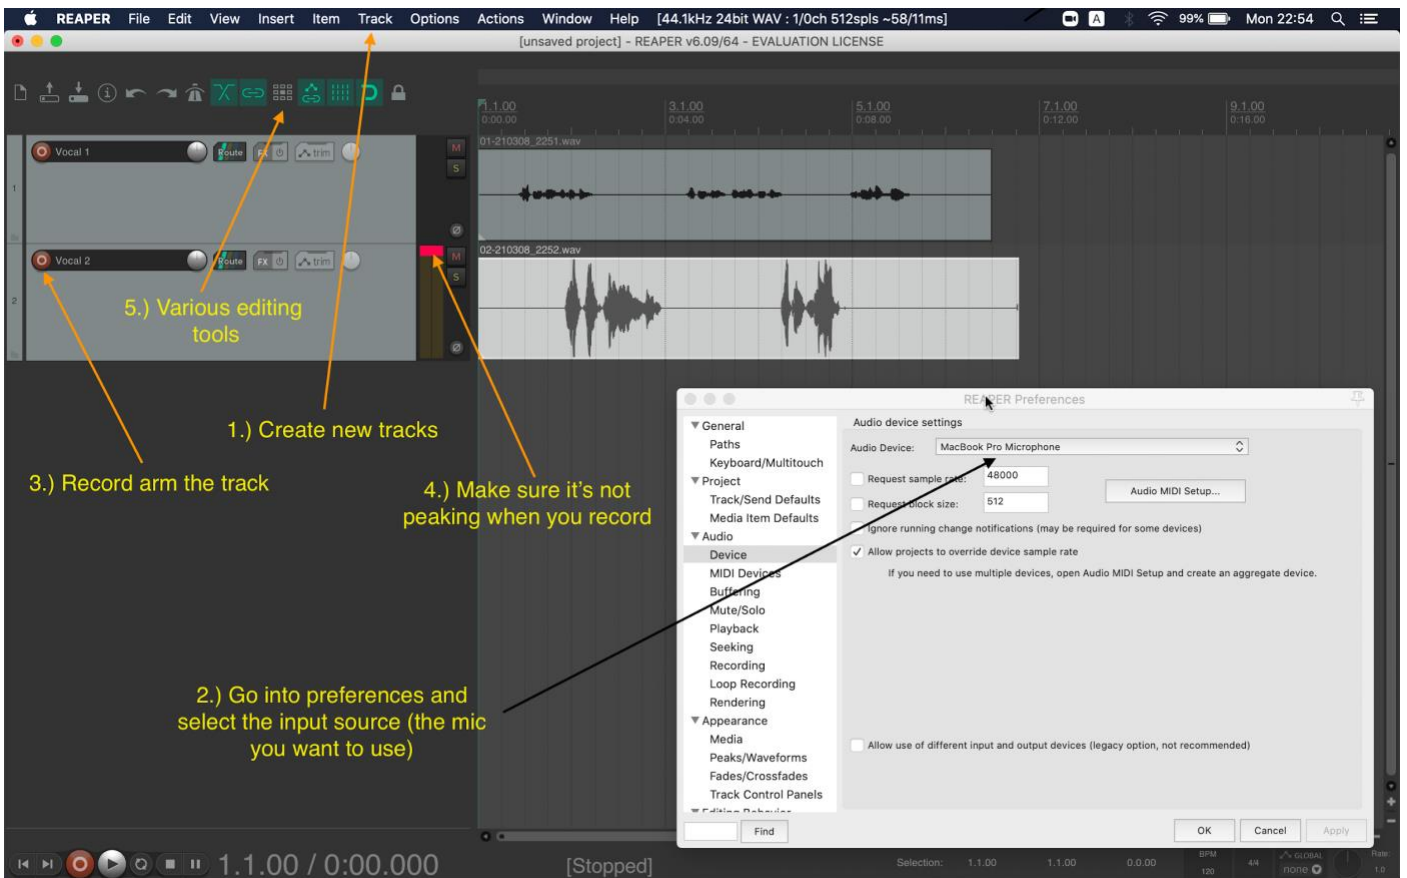 REAPER File Edit View Insert Item Track Options Actions Window Help [44.1kHz 24bit WAV : 1/0ch 512spls ~58/11ms] A 99% Mon 22:54
[unsaved project] - REAPER v6.09/64 - EVALUATION LICENSE
1.1.00 3.1.00 5.1.00 7.1.00 9.1.00
0:00.00 0:04.00 0:08.00 0:12.00 0:16.00
01-210308_2251.wav
Vocal 1 Route FX trim M
S
1
02-210308_2252.wav
Vocal 2 Route FX trim M
S
2
5.) Various editing
tools
1.) Create new tracks
3.) Record arm the track
4.) Make sure it's not
peaking when you record
2.) Go into preferences and
select the input source (the mic
you want to use)
REAPER Preferences
General
Paths
Keyboard/Multitouch
Project
Track/Send Defaults
Media Item Defaults
Audio
Device
MIDI Devices
Buffering
Mute/Solo
Playback
Seeking
Recording
Loop Recording
Rendering
Appearance
Media
Peaks/Waveforms
Fades/Crossfades
Track Control Panels
Editing Behavior
Find
Audio device settings
Audio Device: MacBook Pro Microphone
Request sample rate: 48000
Request block size: 512
Audio MIDI Setup...
Ignore running change notifications (may be required for some devices)
Allow projects to override device sample rate
If you need to use multiple devices, open Audio MIDI Setup and create an aggregate device.
Allow use of different input and output devices (legacy option, not recommended)
OK Cancel Apply
1.1.00 / 0:00.000 [Stopped] Selection: 1.1.00 1.1.00 0.0.00
BPM
120
4/4
GLOBAL
none
Rate:
1.0